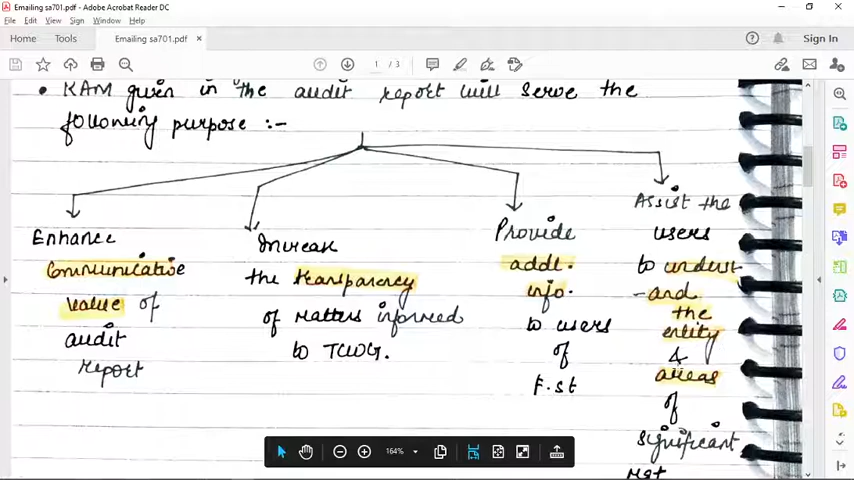 Emailing sa701.pdf - Adobe Acrobat Reader DC
File Edit View Sign Window Help
Home Tools Emailing sa701.pdf × Sign In
1 / 3
• KAM given in the audit report will serve the
following purpose :-
Enhance
Communicative
value of
audit
report
Increase
the transparency
of matters informed
to TCWG.
Provide
addl.
info.
to users
of
F.st
Assist the
users
to underst
-and
the
entity
&
areas
of
significant
mgt
164%